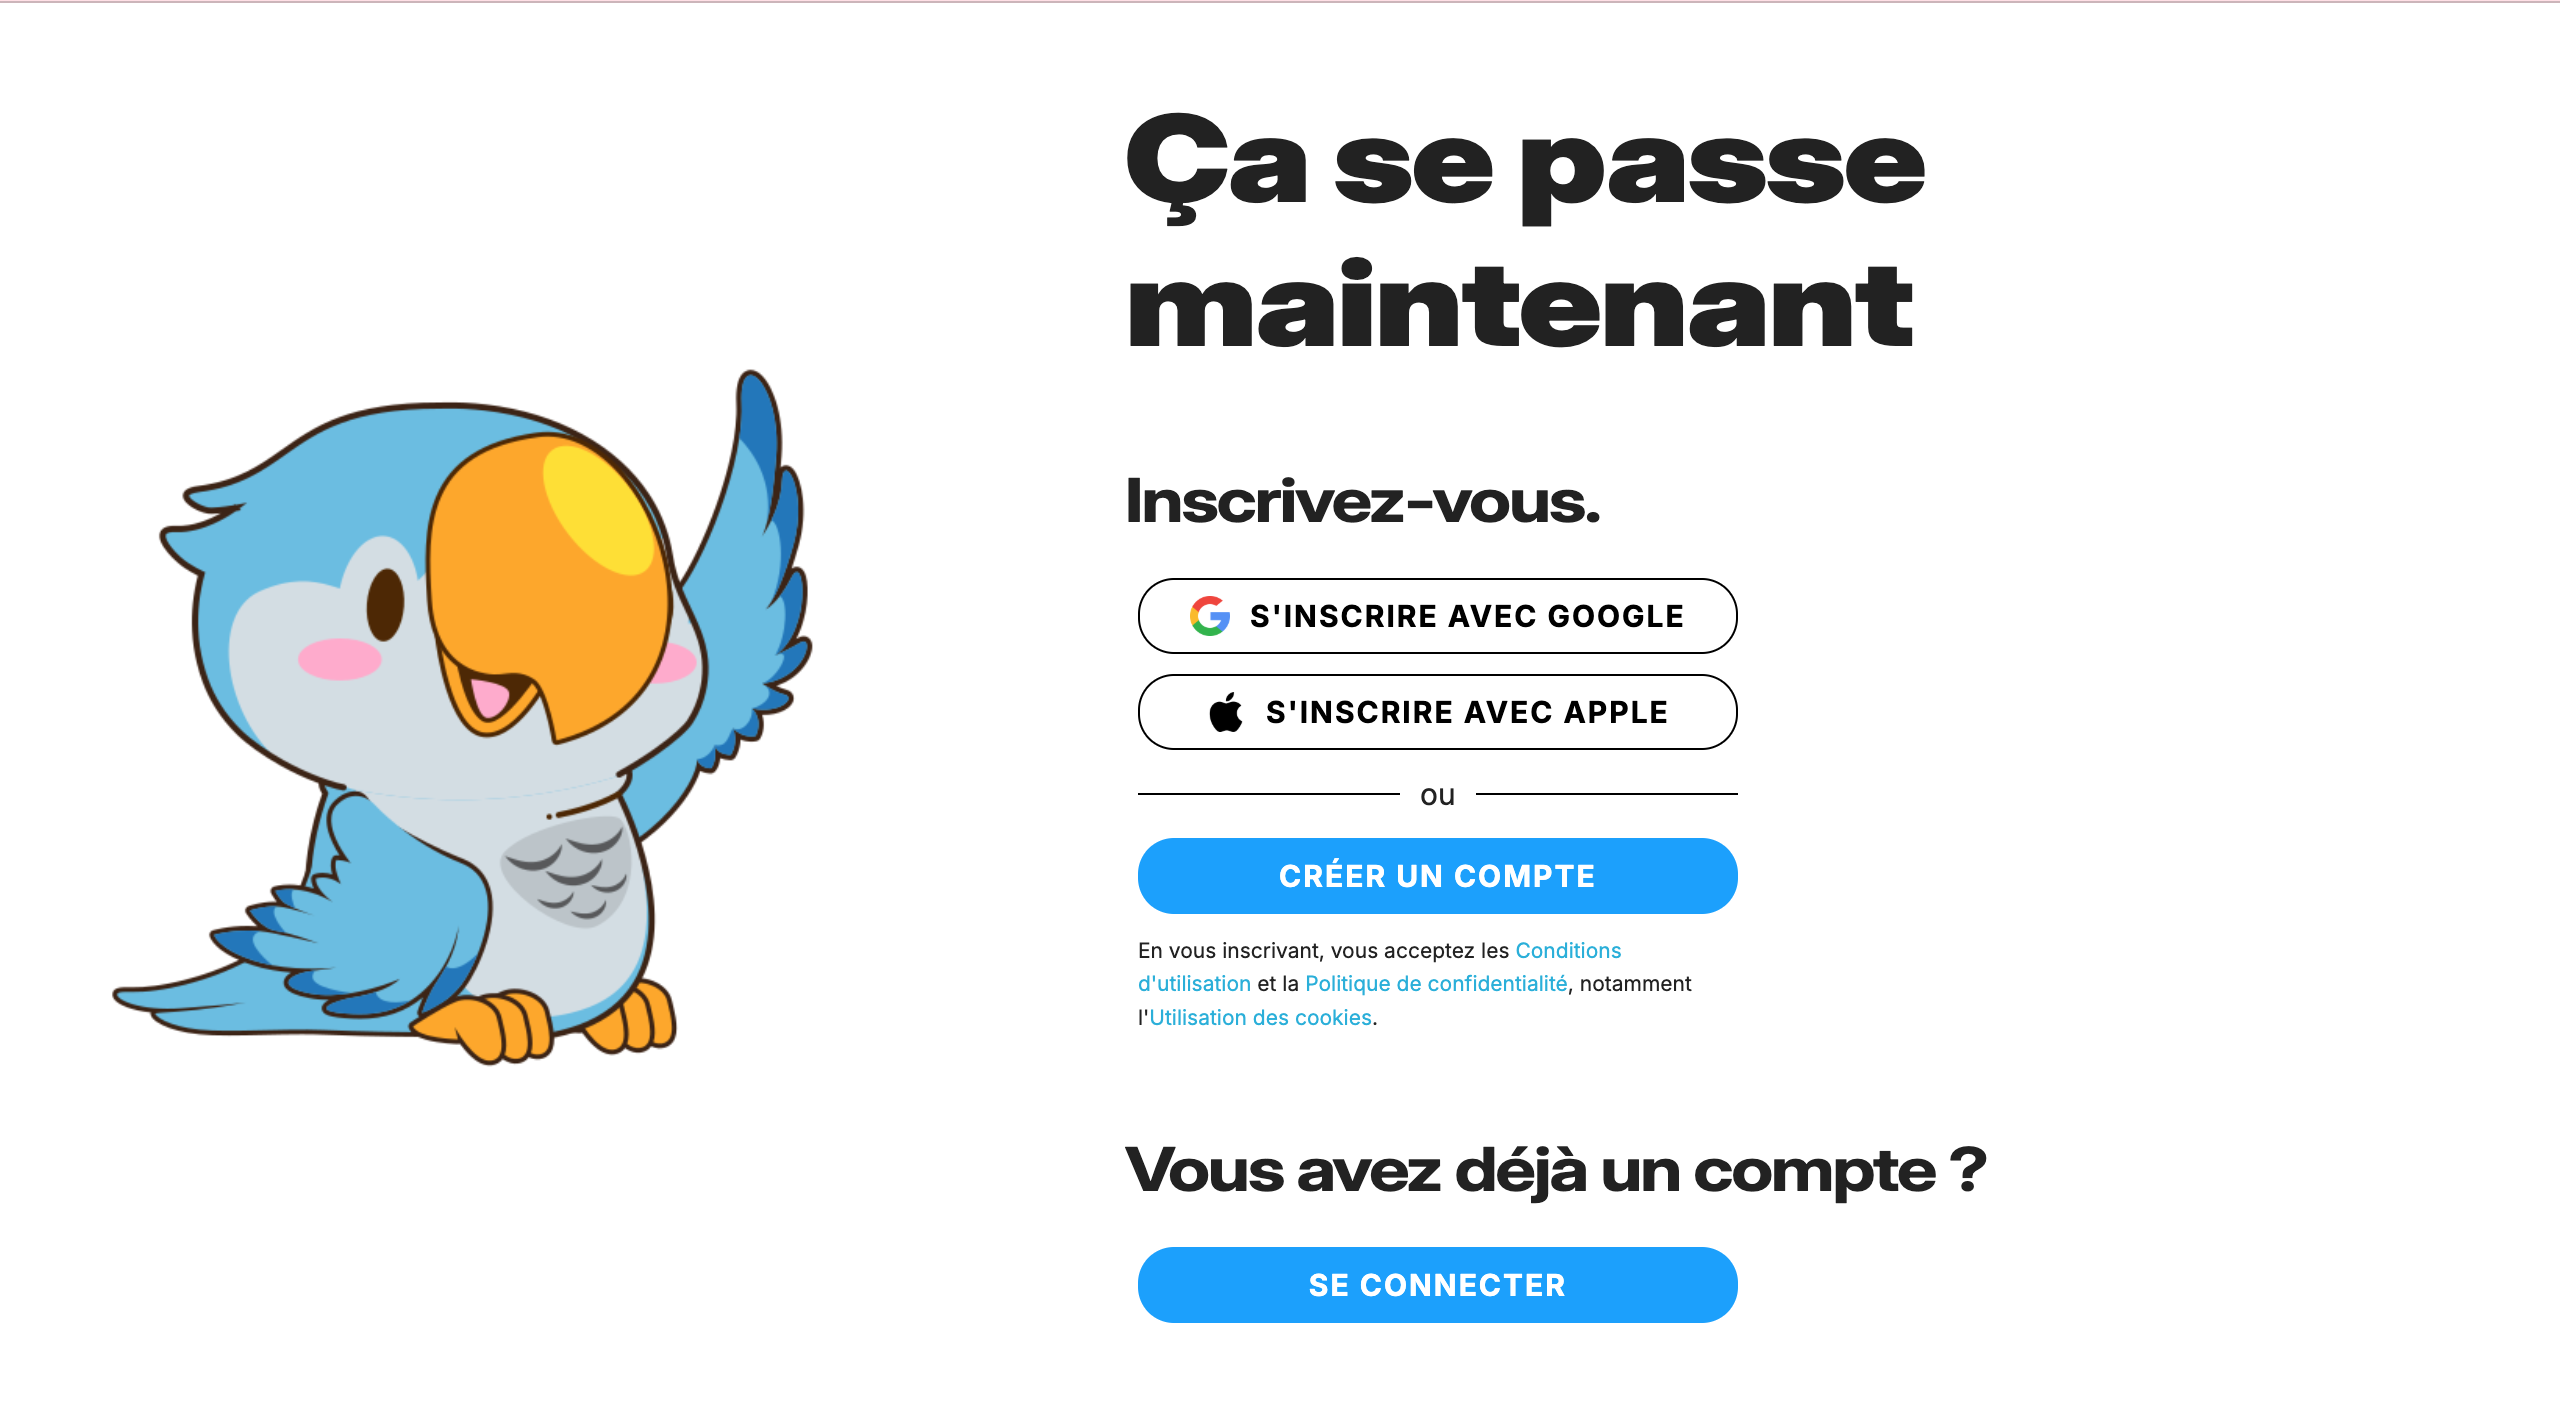 Ça se passe
maintenant
Inscrivez-vous.
S'INSCRIRE AVEC GOOGLE
S'INSCRIRE AVEC APPLE
ou
CRÉER UN COMPTE
En vous inscrivant, vous acceptez les Conditions
d'utilisation et la Politique de confidentialité, notamment
l'Utilisation des cookies.
Vous avez déjà un compte ?
SE CONNECTER